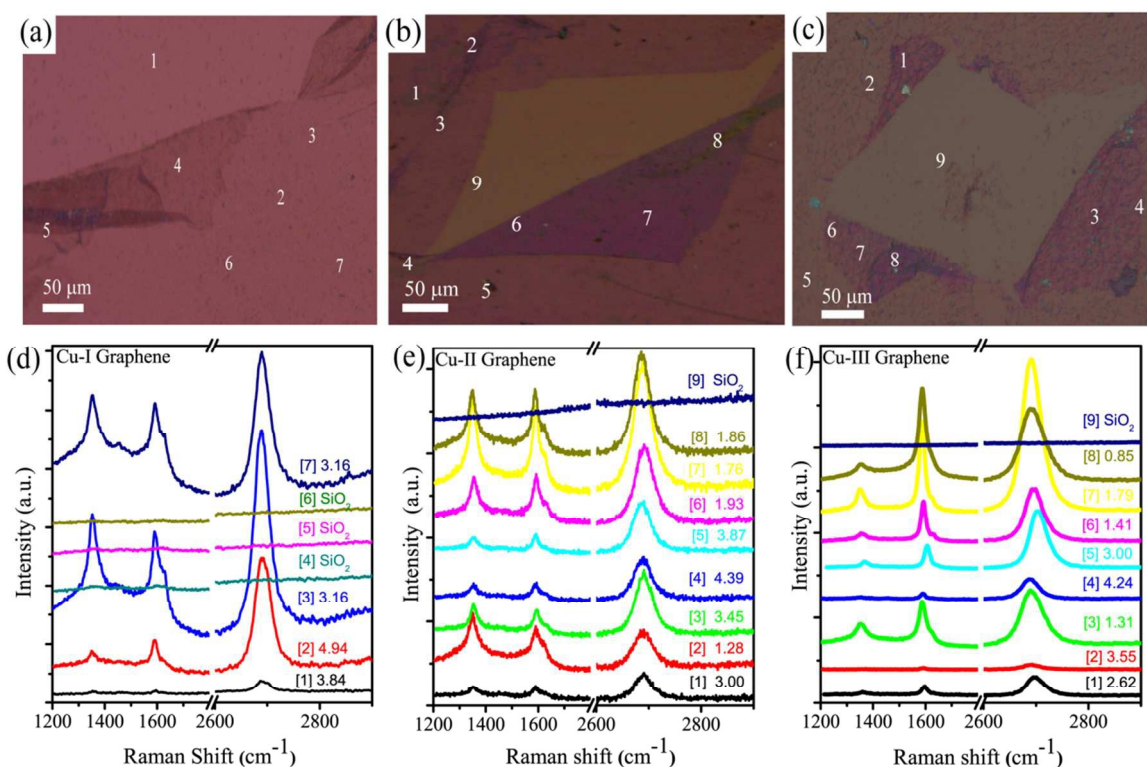 (a)
1
2
3
4
5
6
7
50 μm
(b)
1
2
3
4
5
6
7
8
9
50 μm
(c)
1
2
3
4
5
6
7
8
9
50 μm
(d)
Cu-I Graphene
[7] 3.16
[6] SiO2
[5] SiO2
[4] SiO2
[3] 3.16
[2] 4.94
[1] 3.84
Intensity (a.u.)
1200 1400 1600 2600 2800
Raman Shift (cm-1)
(e)
Cu-II Graphene
[9] SiO2
[8] 1.86
[7] 1.76
[6] 1.93
[5] 3.87
[4] 4.39
[3] 3.45
[2] 1.28
[1] 3.00
Intensity (a.u.)
1200 1400 1600 2600 2800
Raman Shift (cm-1)
(f)
Cu-III Graphene
[9] SiO2
[8] 0.85
[7] 1.79
[6] 1.41
[5] 3.00
[4] 4.24
[3] 1.31
[2] 3.55
[1] 2.62
Intensity (a.u.)
1200 1400 1600 2600 2800
Raman Shift (cm-1)